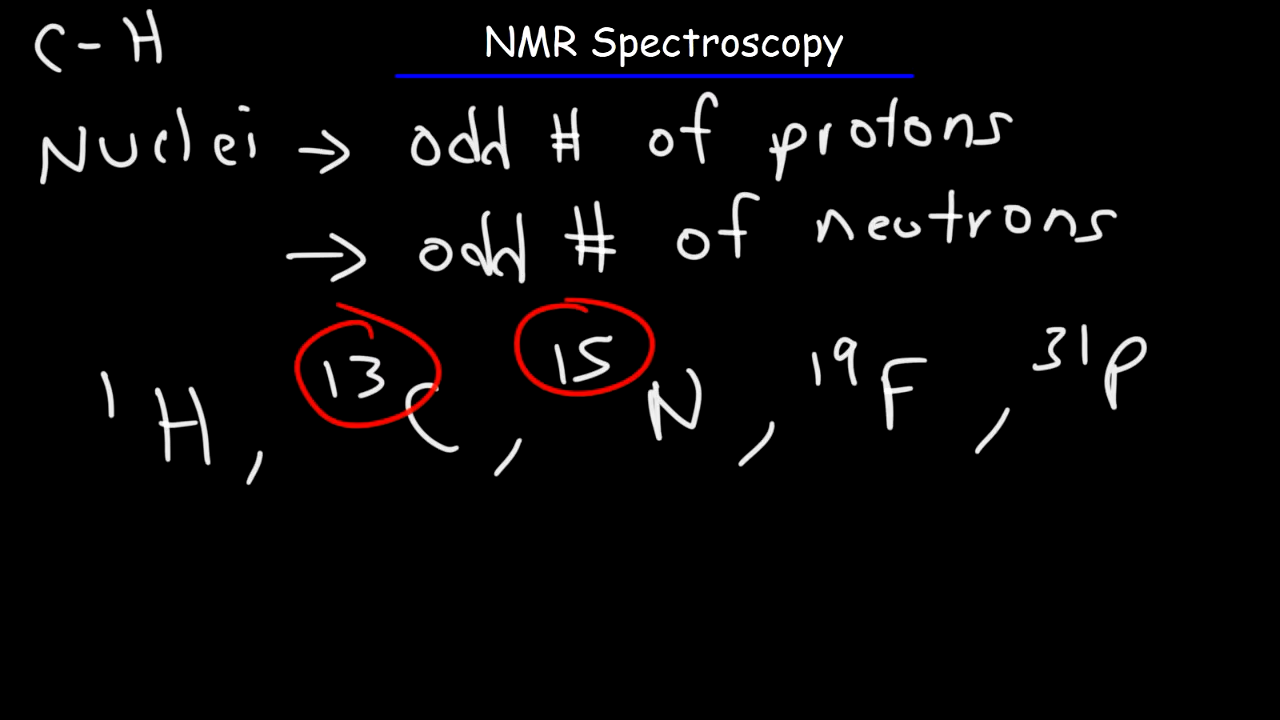 C-H
NMR Spectroscopy
Nuclei → odd # of protons
→ odd # of neutrons
¹H, ¹³C, ¹⁵N, ¹⁹F, ³¹P